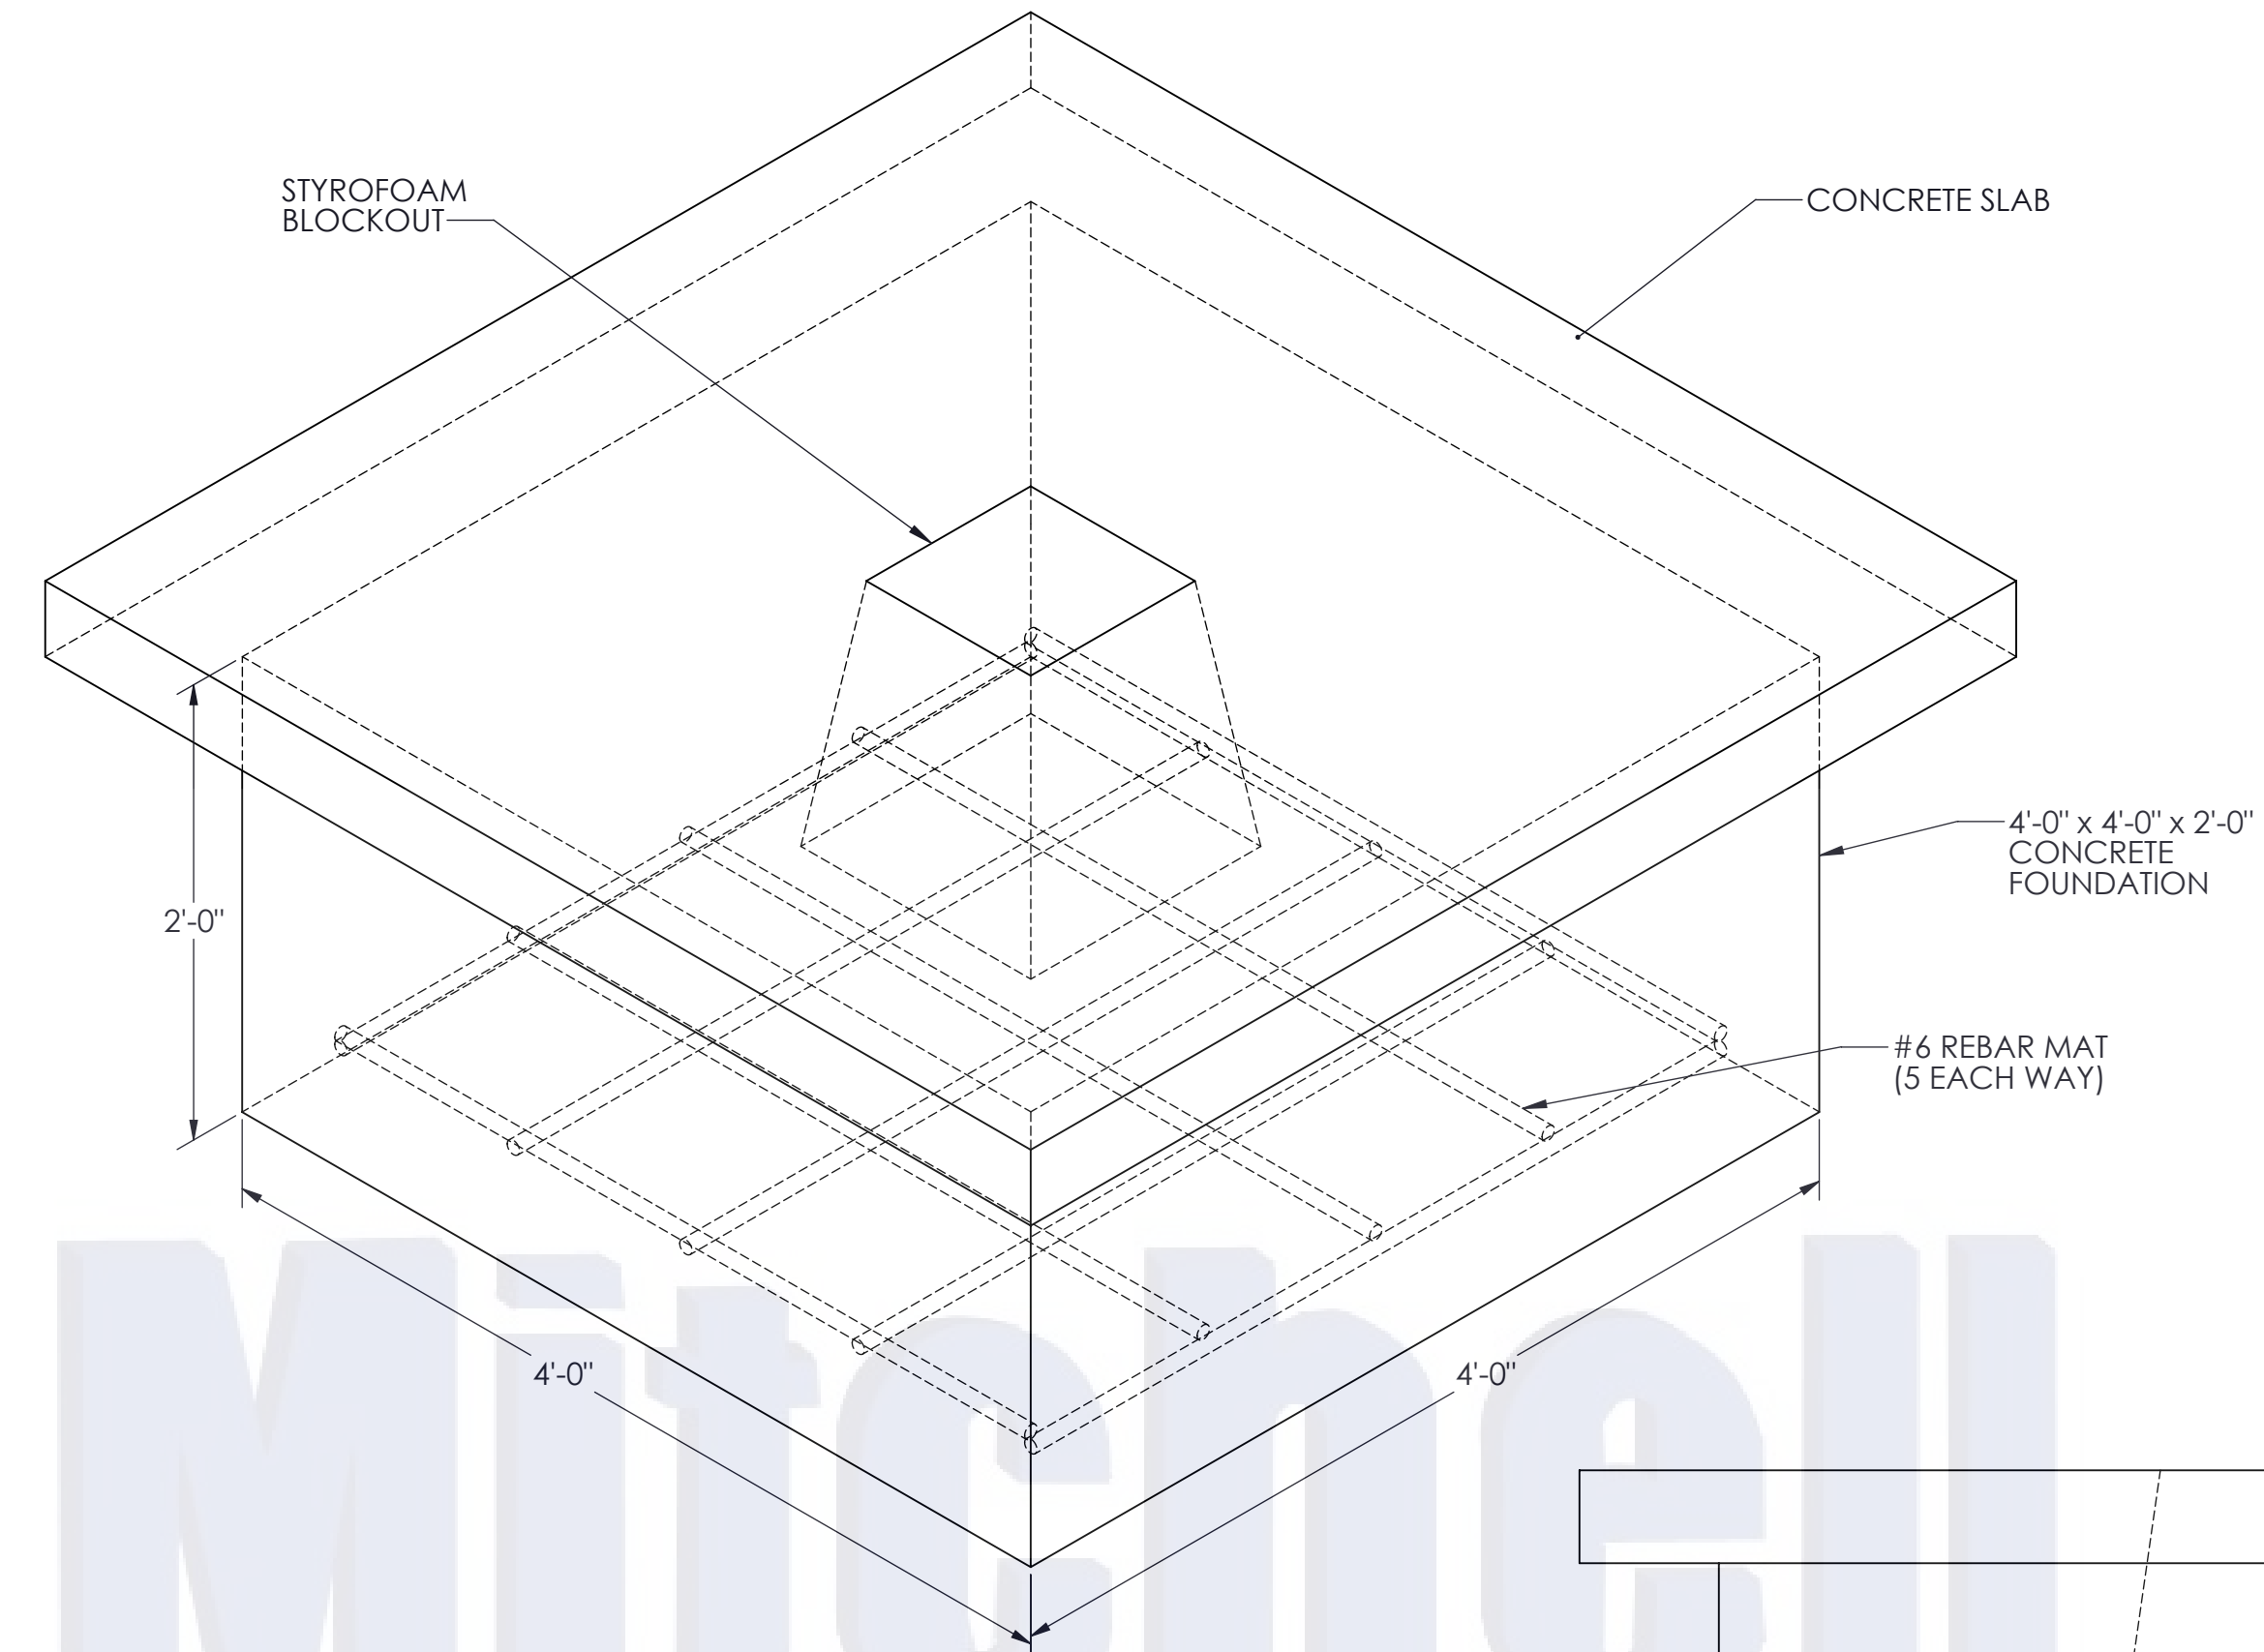 STYROFOAM
BLOCKOUT
CONCRETE SLAB
4'-0" x 4'-0" x 2'-0"
CONCRETE
FOUNDATION
2'-0"
#6 REBAR MAT
(5 EACH WAY)
4'-0"
4'-0"
Mitchell